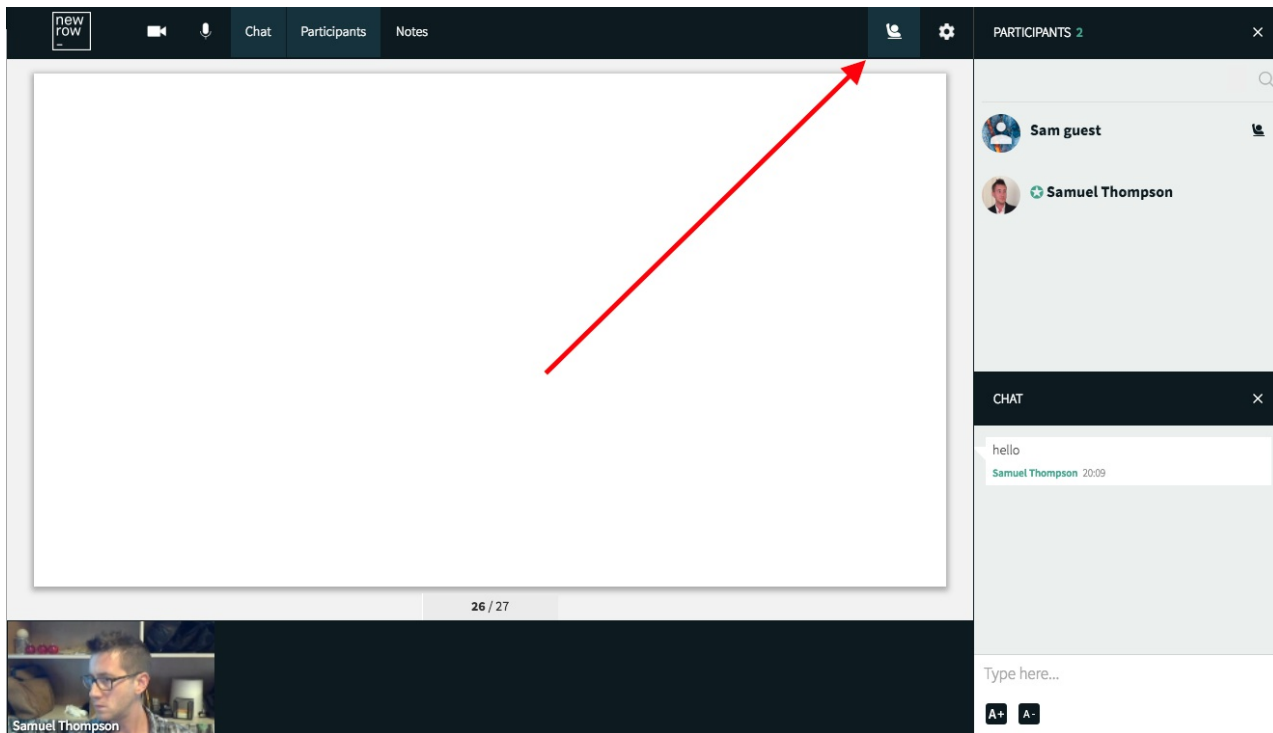 new
row
Chat Participants Notes
PARTICIPANTS 2
Sam guest
Samuel Thompson
CHAT
hello
Samuel Thompson 20:09
26 / 27
Samuel Thompson
Type here...
A+ A-